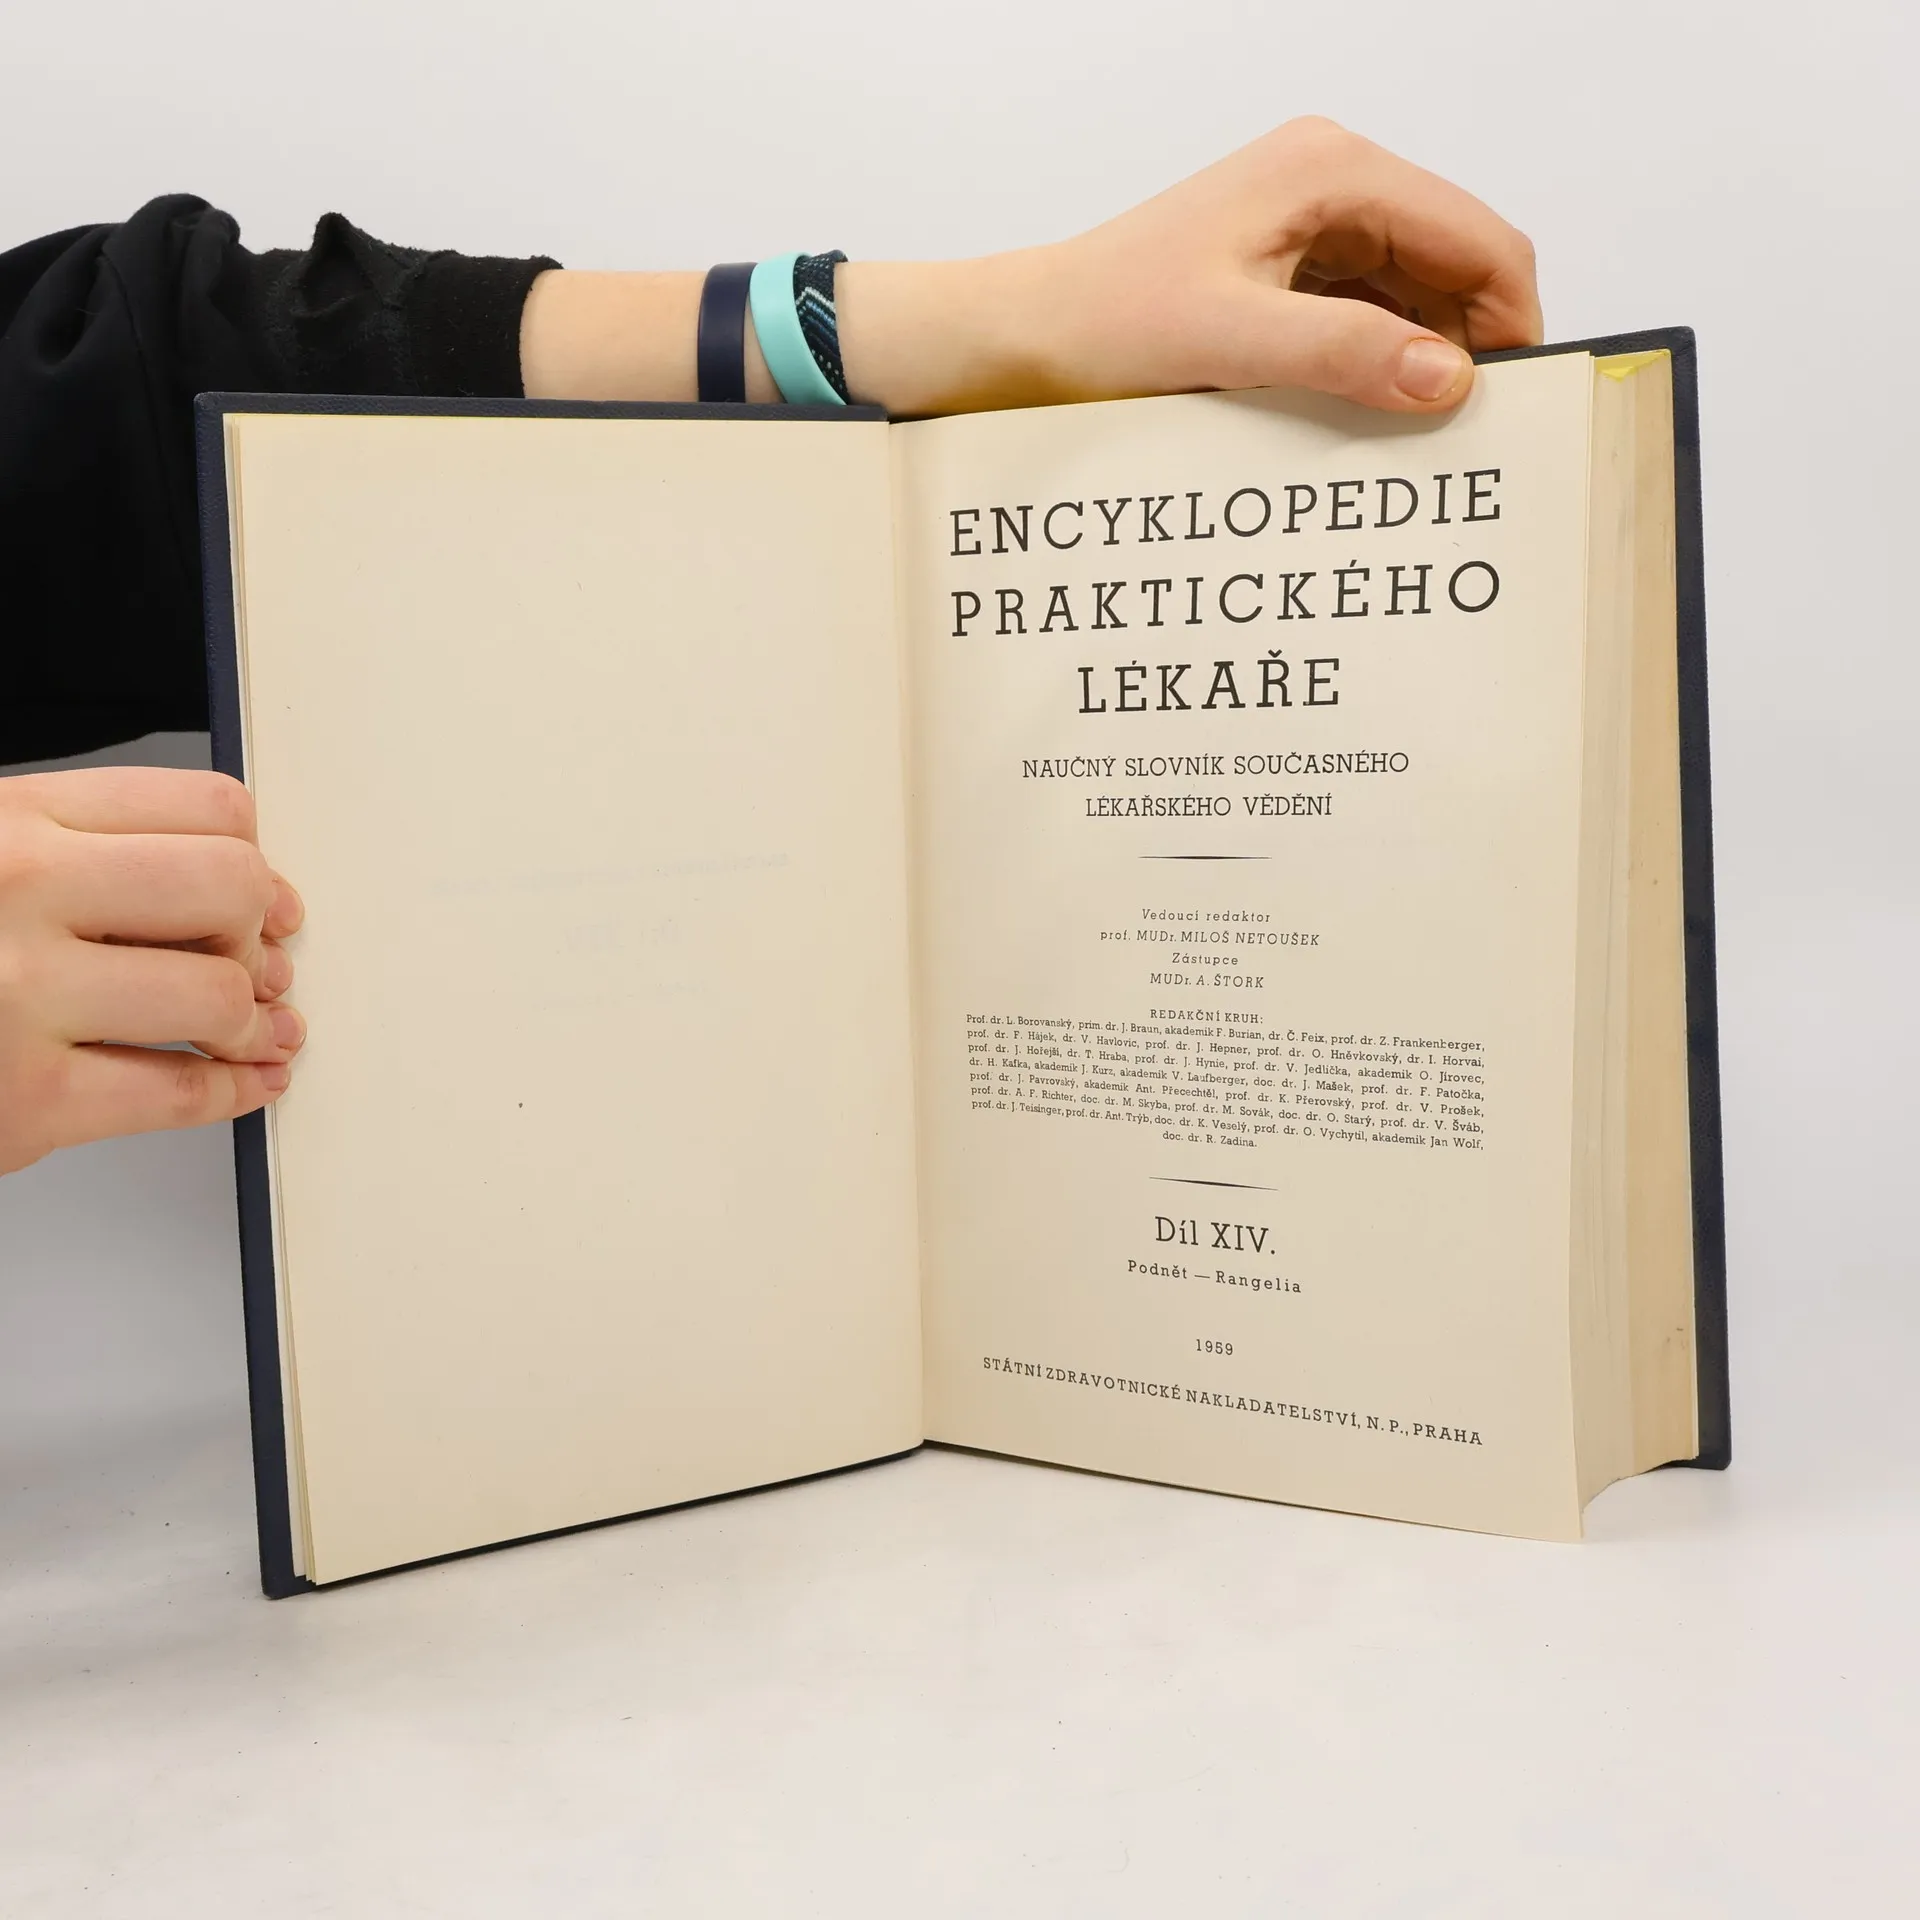 ENCYKLOPEDIE
PRAKTICKÉHO
LÉKAŘE
NAUČNÝ SLOVNÍK SOUČASNÉHO
LÉKAŘSKÉHO VĚDĚNÍ
Vedoucí redaktor
prof. MUDr. MILOŠ NETOUŠEK
Zástupce
MUDr. A. ŠTORK
REDAKČNÍ KRUH:
Prof. dr. L. Borovanský, prim. dr. J. Braun, akademik F. Burian, dr. Č. Feix, prof. dr. Z. Frankenberger,
prof. dr. F. Hájek, dr. V. Havlovic, prof. dr. J. Hepner, prof. dr. O. Hněvkovský, dr. I. Horvai,
prof. dr. J. Hořejší, dr. T. Hraba, prof. dr. J. Hynie, prof. dr. V. Jedlička, akademik O. Jírovec,
dr. H. Kafka, akademik J. Kurz, akademik V. Laufberger, doc. dr. J. Mašek, prof. dr. F. Patočka,
prof. dr. J. Pavrovský, akademik Ant. Přecechtěl, prof. dr. K. Přerovský, prof. dr. V. Prošek,
prof. dr. A. F. Richter, doc. dr. M. Skyba, prof. dr. M. Sovák, doc. dr. O. Starý, prof. dr. V. Šváb,
prof. dr. J. Teisinger, prof. dr. Ant. Trýb, doc. dr. K. Veselý, prof. dr. O. Vychytil, akademik Jan Wolf,
doc. dr. R. Zadina.
Díl XIV.
Podnět — Rangelia
1959
STÁTNÍ ZDRAVOTNICKÉ NAKLADATELSTVÍ, N. P., PRAHA